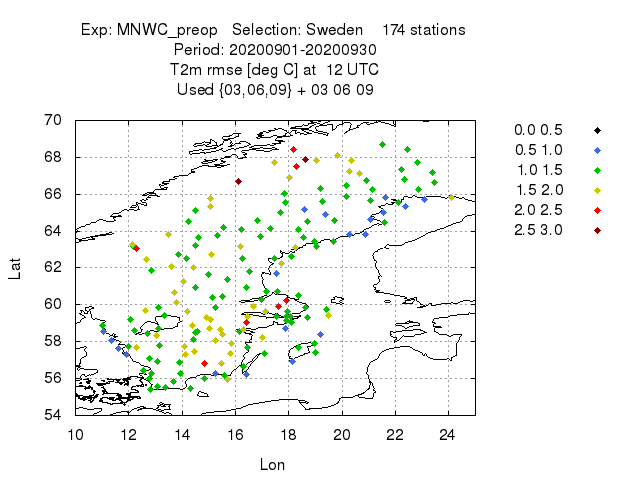 Exp: MNWC_preop Selection: Sweden 174 stations
Period: 20200901-20200930
T2m rmse [deg C] at 12 UTC
Used {03,06,09} + 03 06 09
70
68
66
64
62
60
58
56
54
10 12 14 16 18 20 22 24
Lat
Lon
0.0 0.5
0.5 1.0
1.0 1.5
1.5 2.0
2.0 2.5
2.5 3.0